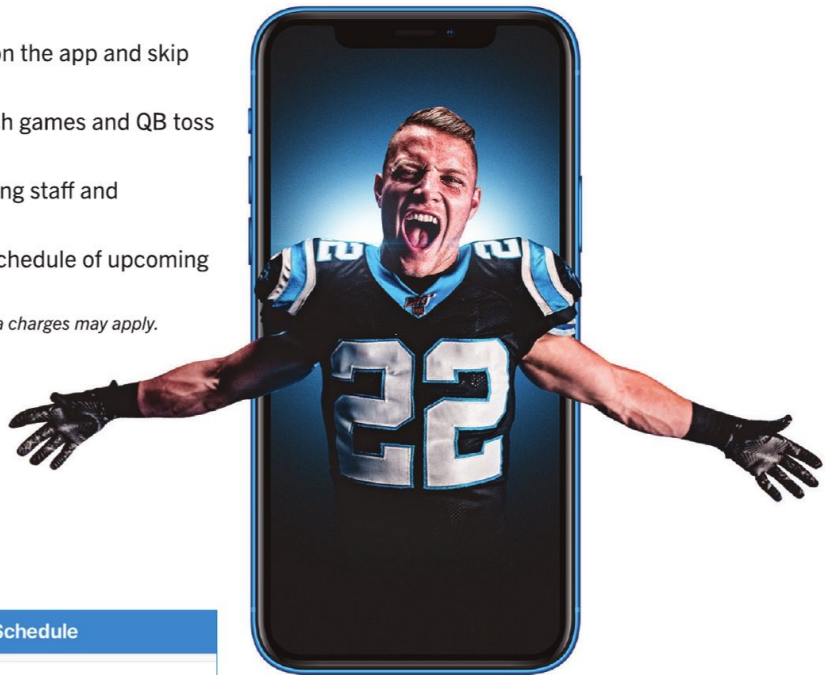 on the app and skip
h games and QB toss
ng staff and
chedule of upcoming
a charges may apply.
22
22
Schedule